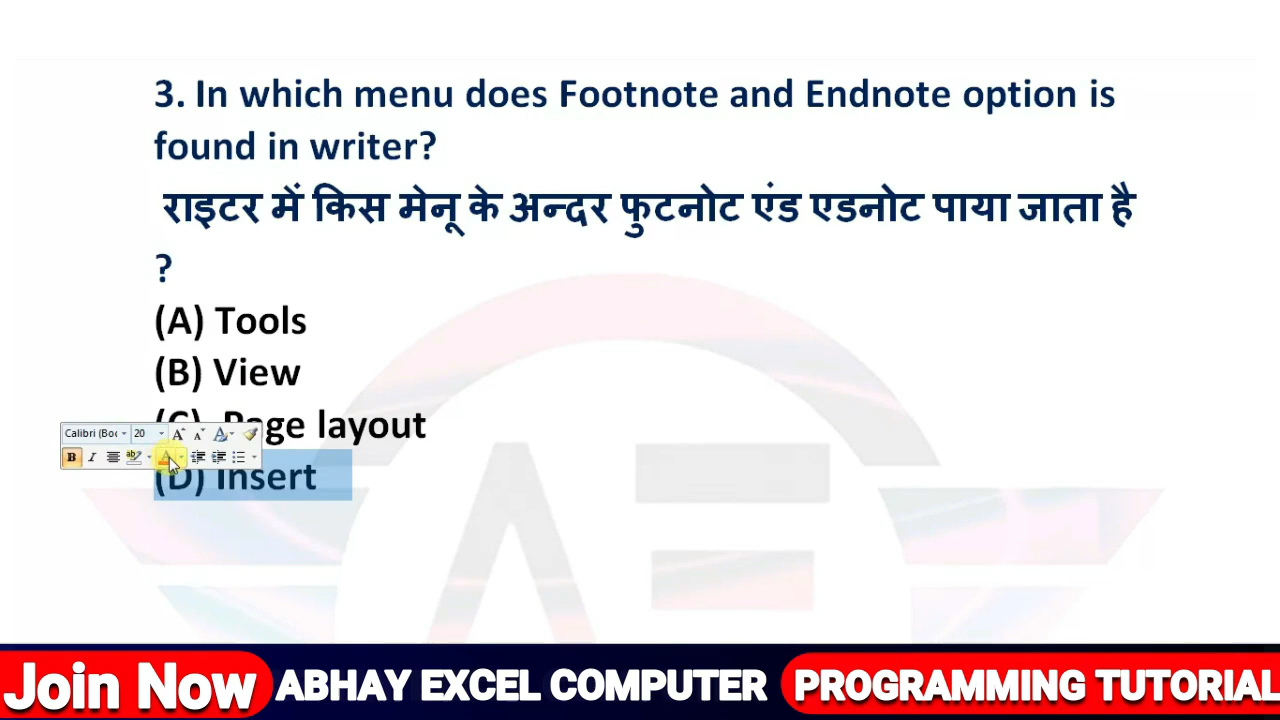 3. In which menu does Footnote and Endnote option is
found in writer?
राइटर में किस मेनू के अन्दर फुटनोट एंड एडनोट पाया जाता है
?
(A) Tools
(B) View
(C) Page layout
Calibri (Boc 20
(D) Insert
Join Now ABHAY EXCEL COMPUTER PROGRAMMING TUTORIAL